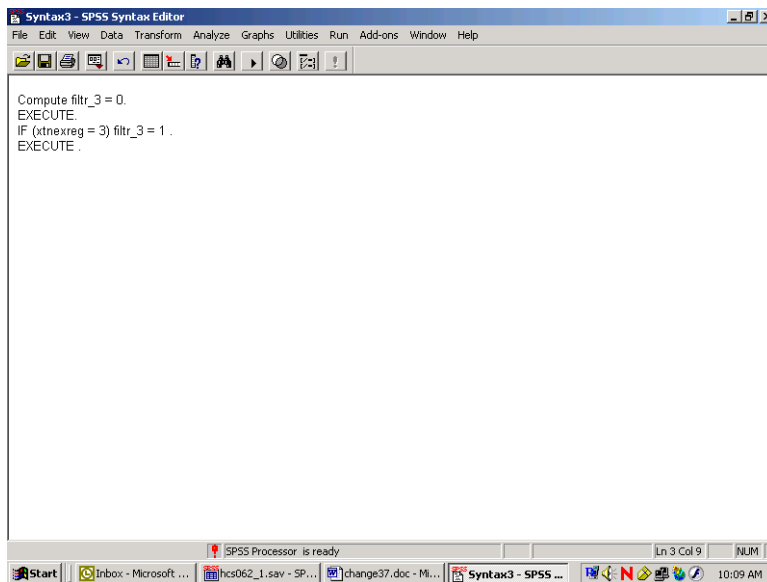 Syntax3 - SPSS Syntax Editor
File Edit View Data Transform Analyze Graphs Utilities Run Add-ons Window Help
Compute filtr_3 = 0.
EXECUTE.
IF (xtnexreg = 3) filtr_3 = 1 .
EXECUTE .
SPSS Processor is ready
Ln 3 Col 9
NUM
Start
Inbox - Microsoft ...
hcs062_1.sav - SP...
change37.doc - Mi...
Syntax3 - SPSS ...
10:09 AM